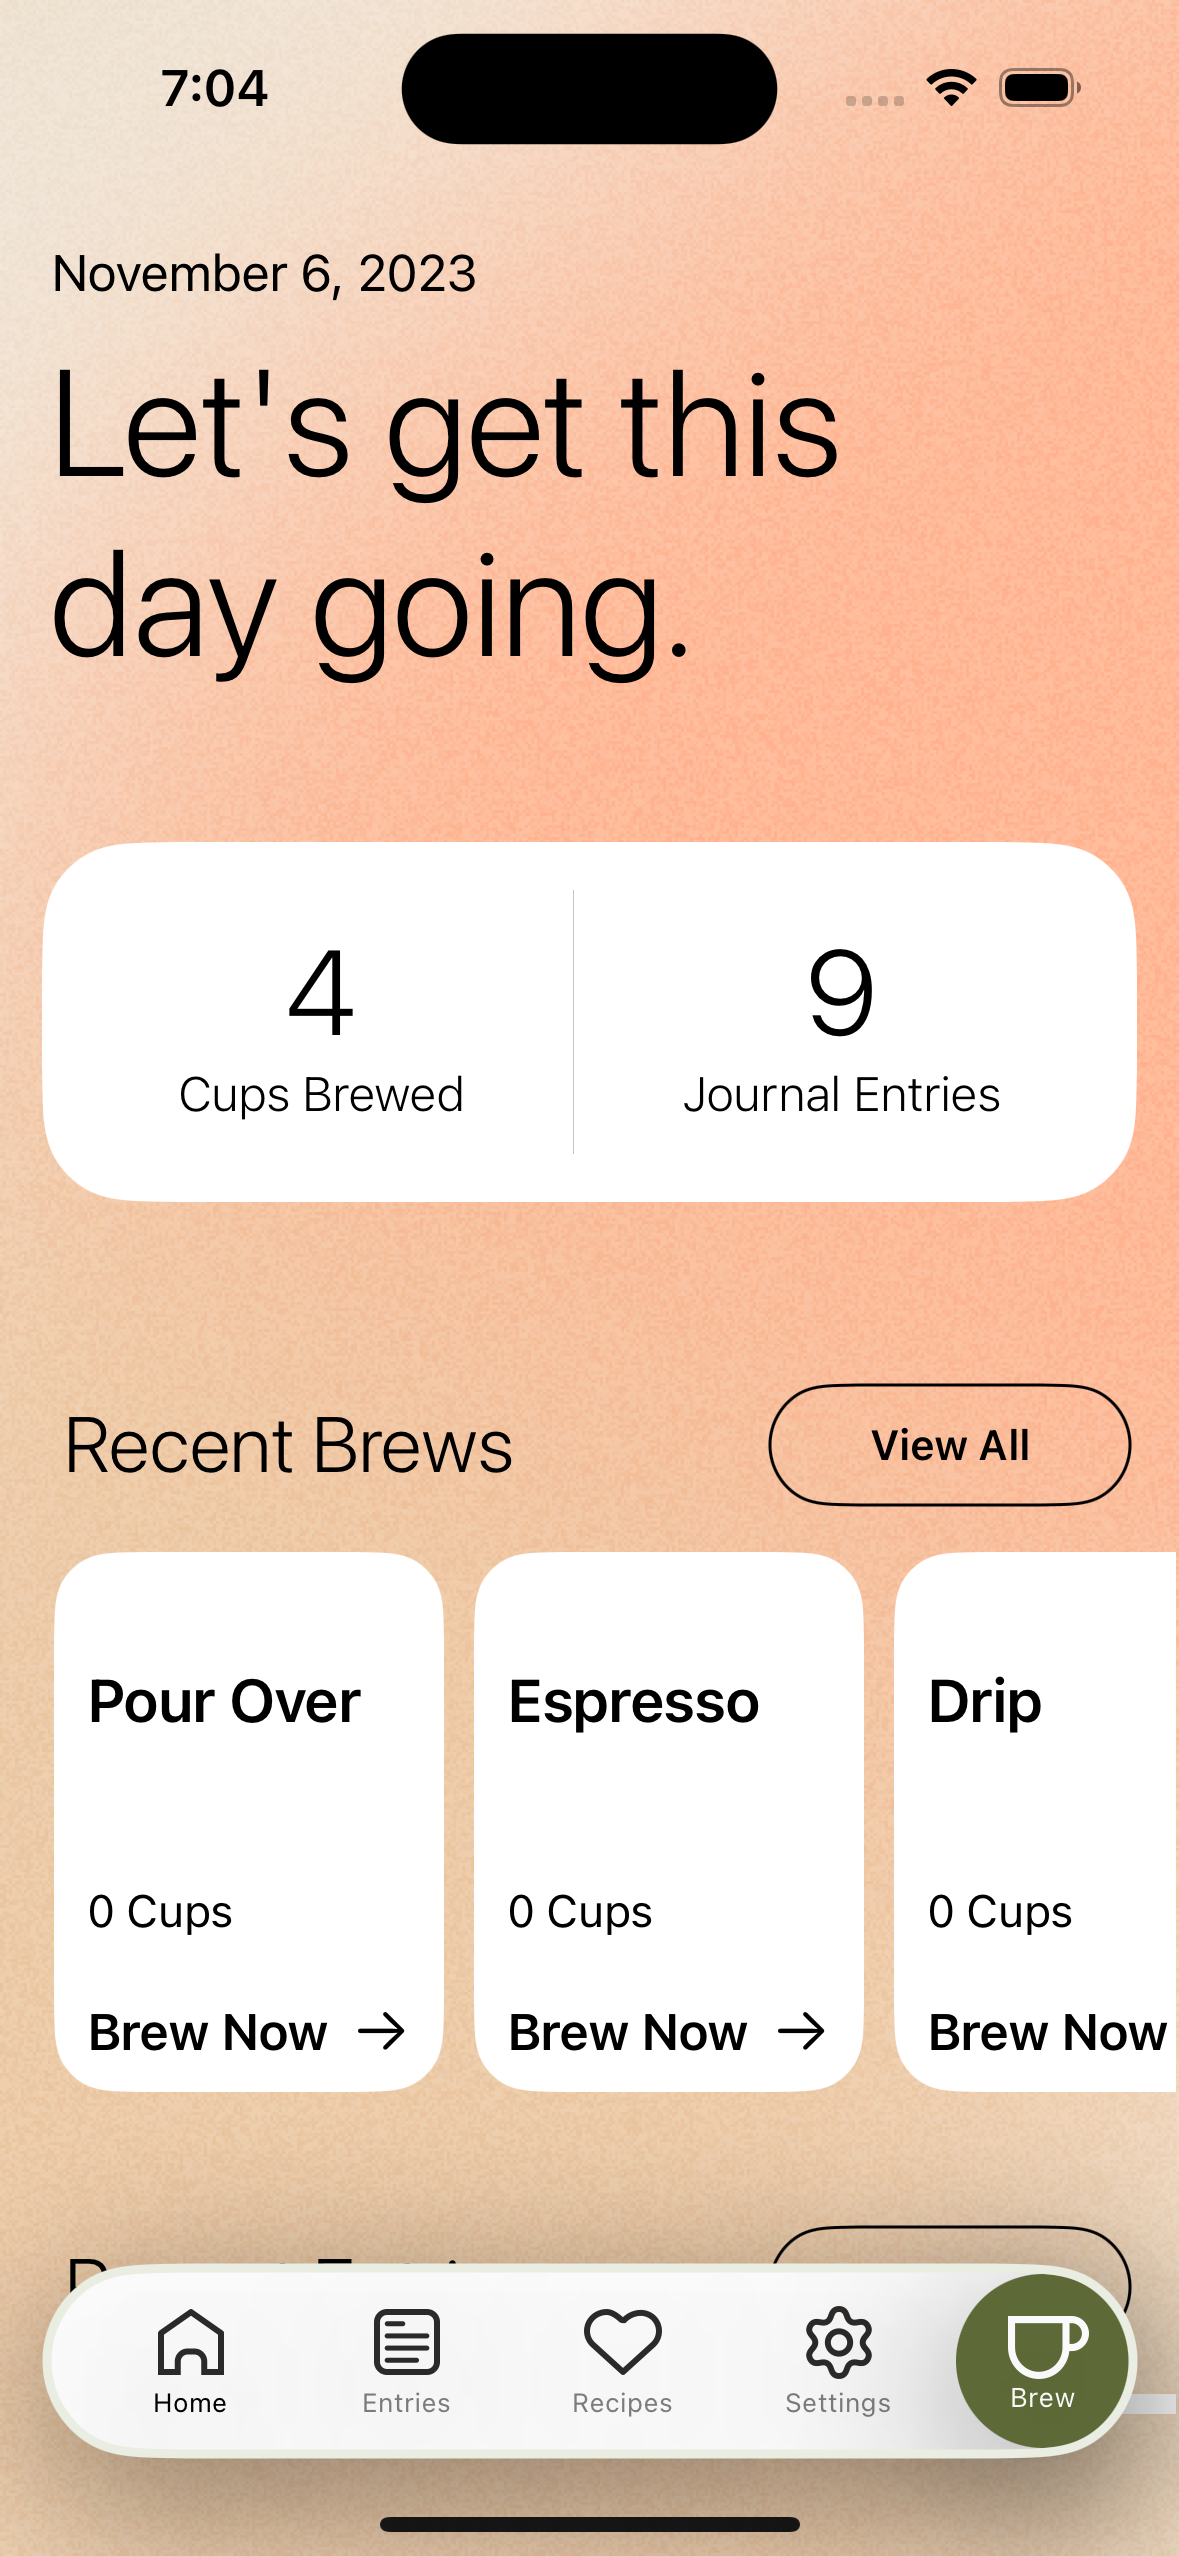 7:04
November 6, 2023
Let's get this
day going.
4
Cups Brewed
9
Journal Entries
Recent Brews
View All
Pour Over
0 Cups
Brew Now
Espresso
0 Cups
Brew Now
Drip
0 Cups
Brew Now
Home
Entries
Recipes
Settings
Brew